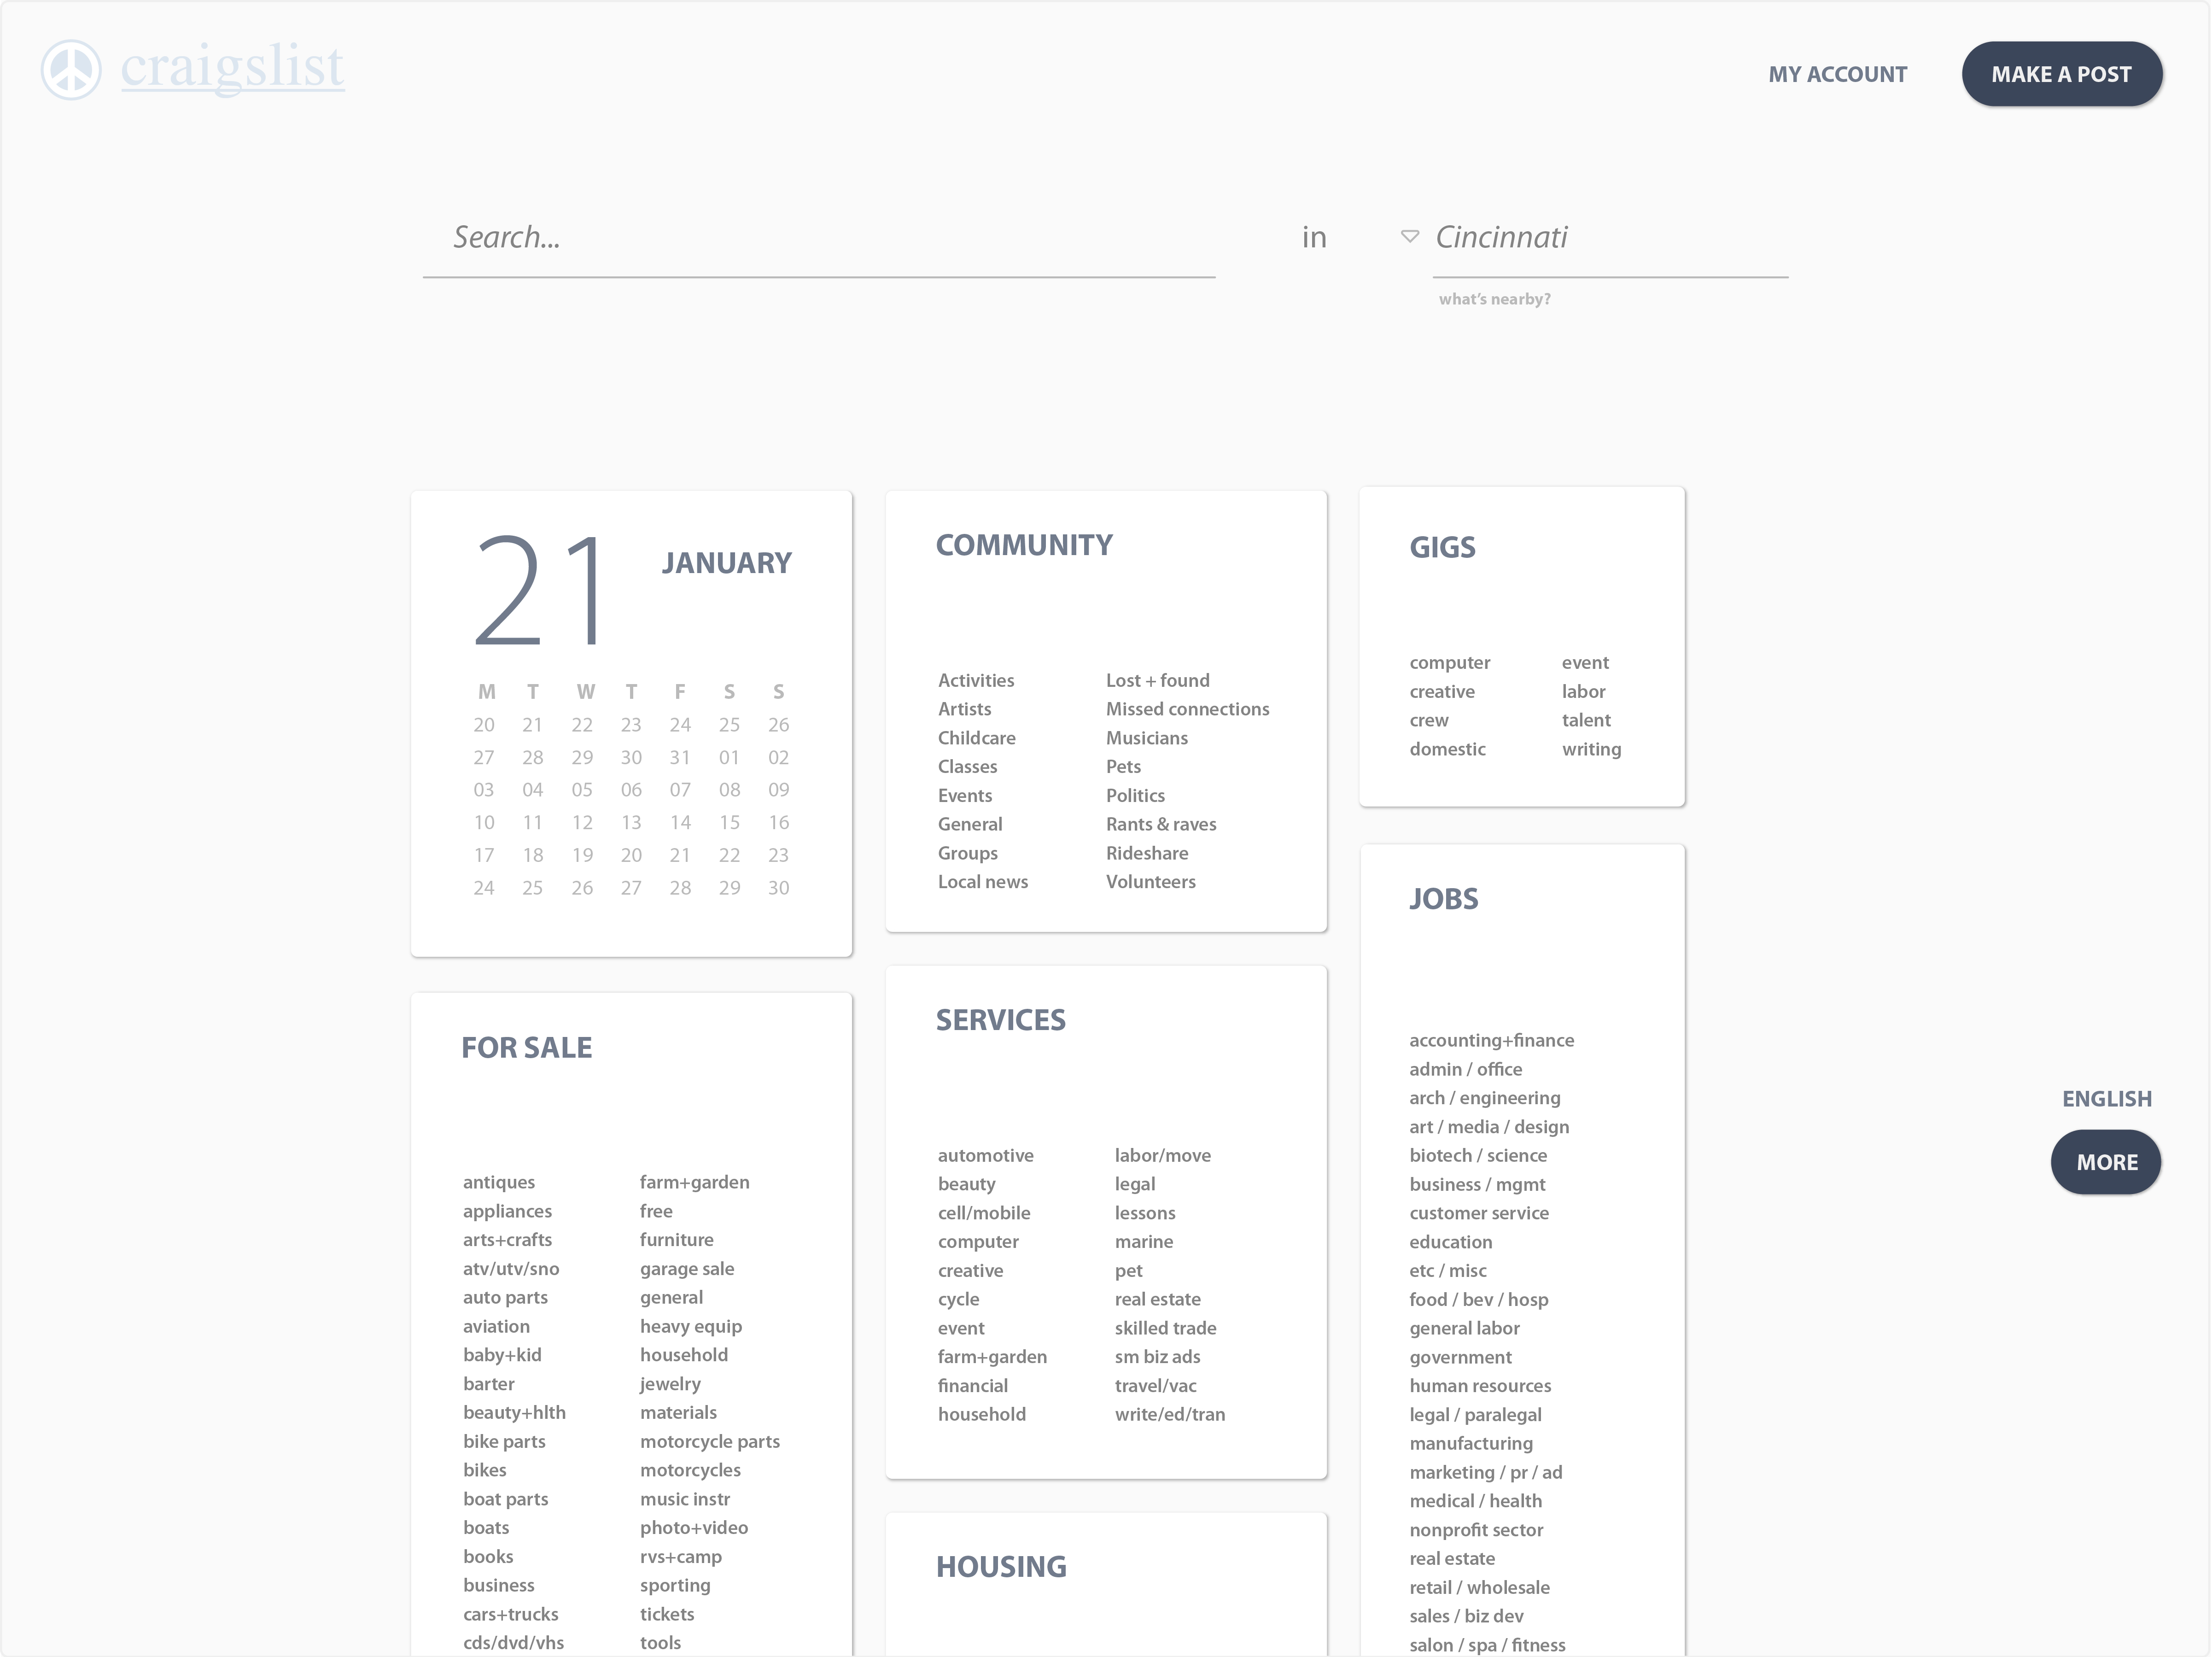 craigslist
MY ACCOUNT
MAKE A POST
Search...
in
Cincinnati
what's nearby?
21
JANUARY
M T W T F S S
20 21 22 23 24 25 26
27 28 29 30 31 01 02
03 04 05 06 07 08 09
10 11 12 13 14 15 16
17 18 19 20 21 22 23
24 25 26 27 28 29 30
FOR SALE
antiques
appliances
arts+crafts
atv/utv/sno
auto parts
aviation
baby+kid
barter
beauty+hlth
bike parts
bikes
boat parts
boats
books
business
cars+trucks
cds/dvd/vhs
farm+garden
free
furniture
garage sale
general
heavy equip
household
jewelry
materials
motorcycle parts
motorcycles
music instr
photo+video
rvs+camp
sporting
tickets
tools
COMMUNITY
Activities
Artists
Childcare
Classes
Events
General
Groups
Local news
Lost + found
Missed connections
Musicians
Pets
Politics
Rants & raves
Rideshare
Volunteers
SERVICES
automotive
beauty
cell/mobile
computer
creative
cycle
event
farm+garden
financial
household
labor/move
legal
lessons
marine
pet
real estate
skilled trade
sm biz ads
travel/vac
write/ed/tran
HOUSING
GIGS
computer
creative
crew
domestic
event
labor
talent
writing
JOBS
accounting+finance
admin / office
arch / engineering
art / media / design
biotech / science
business / mgmt
customer service
education
etc / misc
food / bev / hosp
general labor
government
human resources
legal / paralegal
manufacturing
marketing / pr / ad
medical / health
nonprofit sector
real estate
retail / wholesale
sales / biz dev
salon / spa / fitness
ENGLISH
MORE